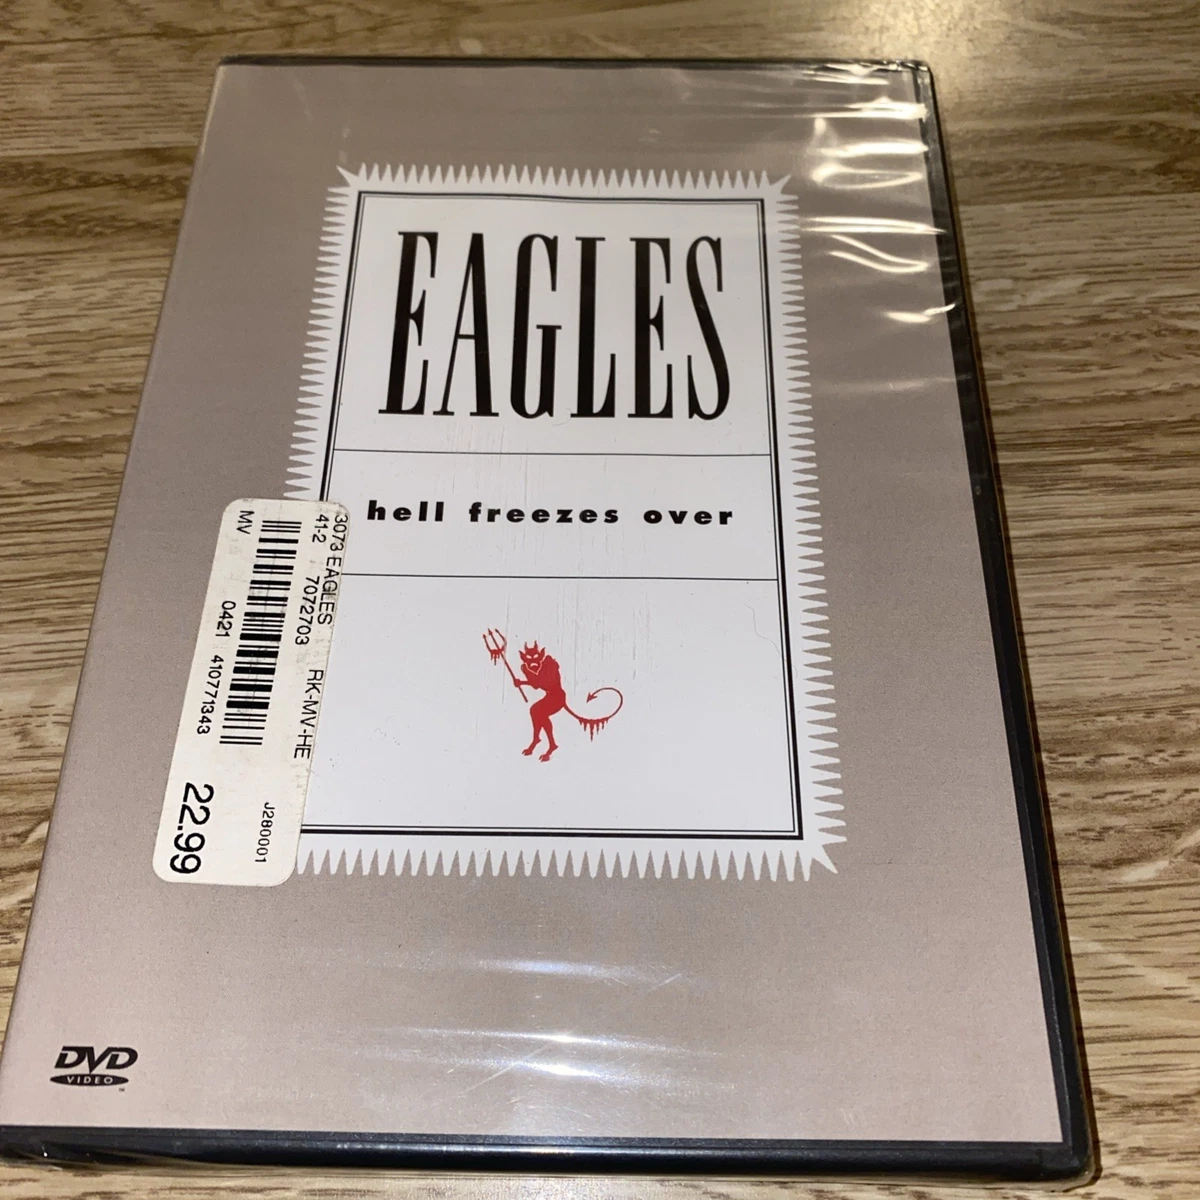 EAGLES
hell freezes over
3073 EAGLES RK-MV-HE
41-2 7072703
MV 0421 410771343
J280001
22.99
DVD
VIDEO
TM